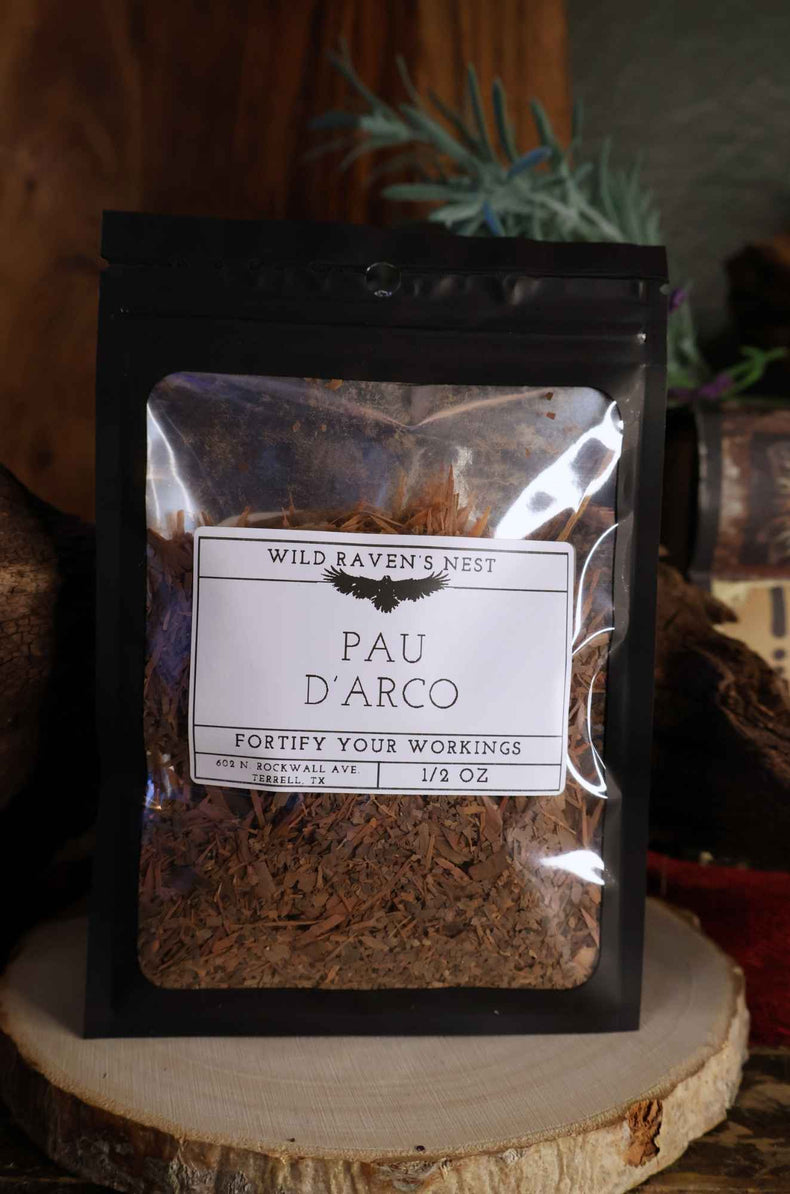 WILD RAVEN'S NEST
PAU
D'ARCO
FORTIFY YOUR WORKINGS
602 N. ROCKWALL AVE.
TERRELL, TX
1/2 OZ